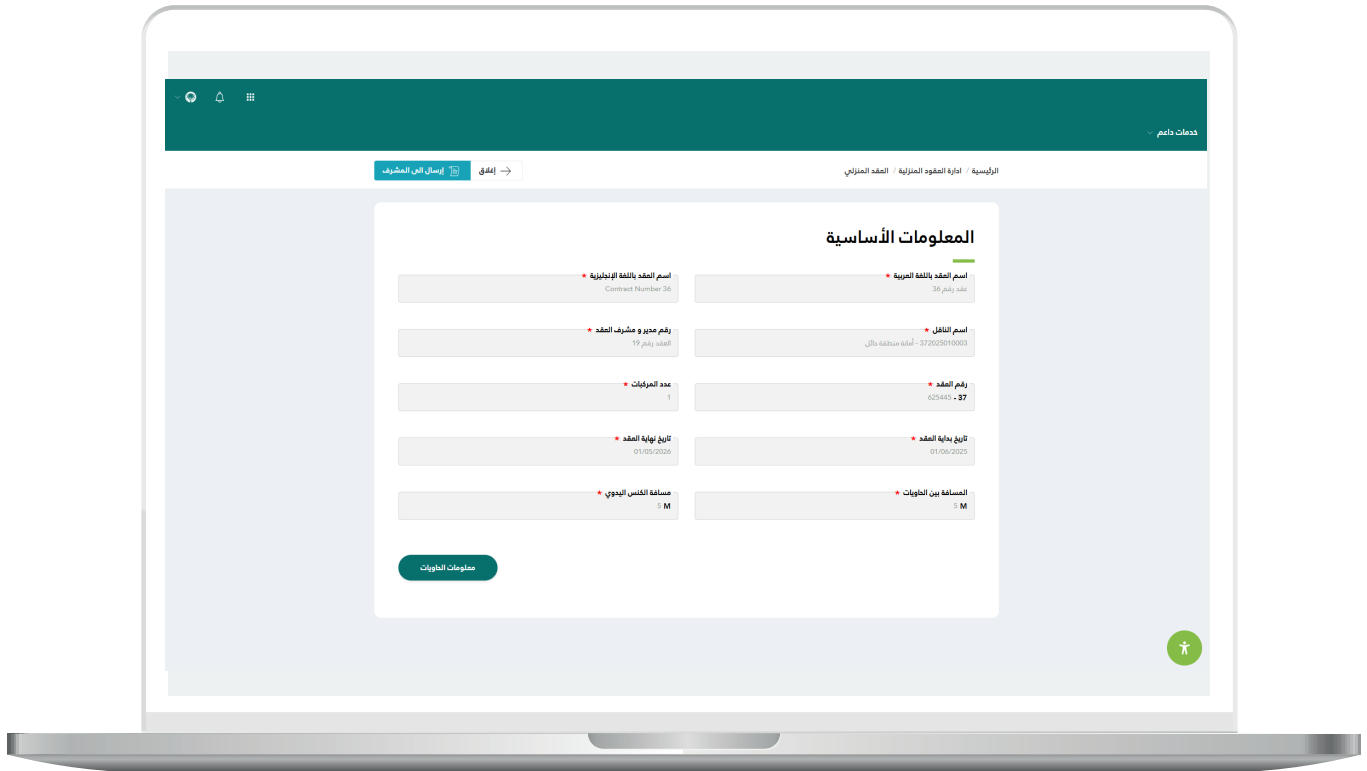 خدمات داعم
الرئيسية / ادارة العقود المنزلية / العقد المنزلي
إغلاق
إرسال الى المشرف
المعلومات الأساسية
اسم العقد باللغة العربية *
عقد رقم 36
اسم العقد باللغة الإنجليزية *
Contract Number 36
اسم الناقل *
372025010003 - أمانة منطقة حائل
رقم مدير و مشرف العقد *
العقد رقم 19
رقم العقد *
37 - 625445
عدد المركبات *
1
تاريخ بداية العقد *
01/06/2025
تاريخ نهاية العقد *
01/05/2026
المسافة بين الحاويات *
5 M
مسافة الكنس اليدوي *
5 M
معلومات الحاويات